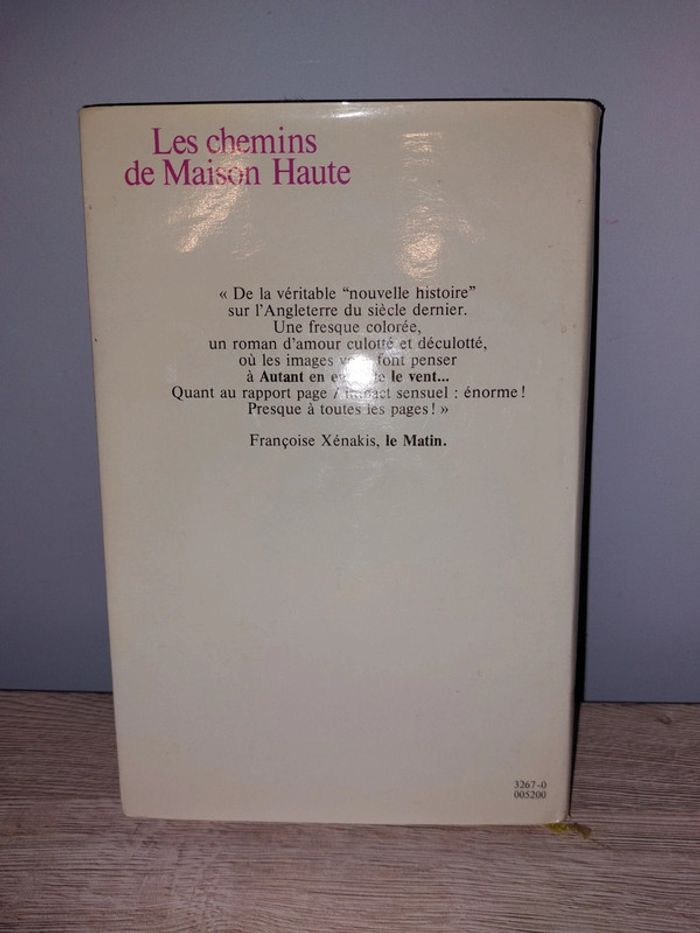 Les chemins
de Maison Haute
« De la véritable “nouvelle histoire”
sur l’Angleterre du siècle dernier.
Une fresque colorée,
un roman d’amour culotté et déculotté,
où les images font penser
à Autant en le vent...
Quant au rapport page / impact sensuel : énorme !
Presque à toutes les pages ! »
Françoise Xénakis, le Matin.
3267-0
005200